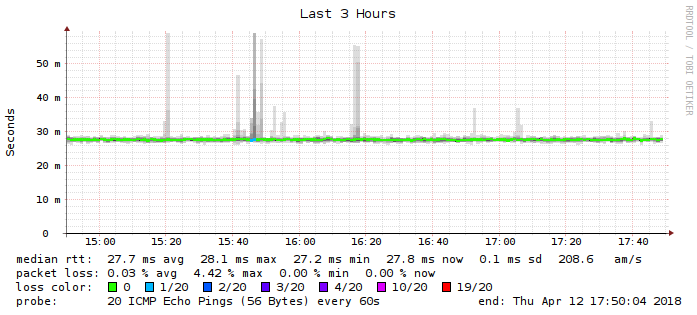 Last 3 Hours
RRDTOOL / TOBI OETIKER
Seconds
50 m
40 m
30 m
20 m
10 m
0
15:00 15:20 15:40 16:00 16:20 16:40 17:00 17:20 17:40
median rtt: 27.7 ms avg 28.1 ms max 27.2 ms min 27.8 ms now 0.1 ms sd 208.6 am/s
packet loss: 0.03 % avg 4.42 % max 0.00 % min 0.00 % now
loss color: 0 1/20 2/20 3/20 4/20 10/20 19/20
probe: 20 ICMP Echo Pings (56 Bytes) every 60s end: Thu Apr 12 17:50:04 2018